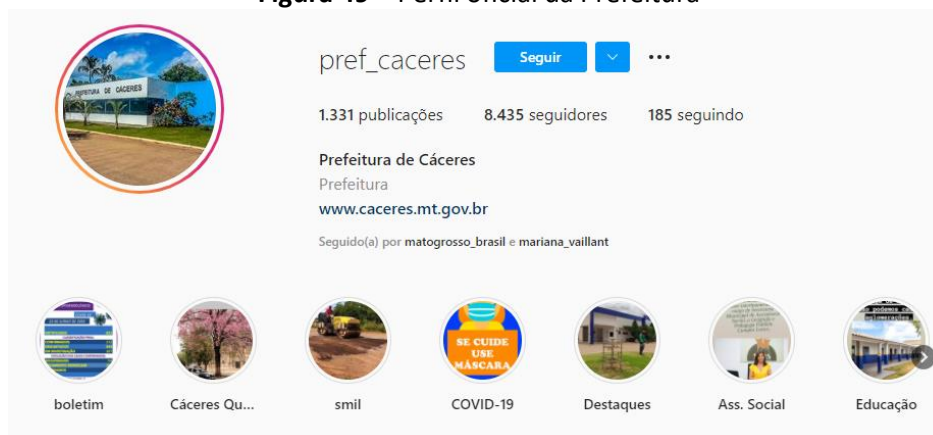 PREFEITURA DE CÁCERES
pref_caceres Seguir
1.331 publicações 8.435 seguidores 185 seguindo
Prefeitura de Cáceres
Prefeitura
www.caceres.mt.gov.br
Seguido(a) por matogrosso_brasil e mariana_vaillant
SE CUIDE
USE
MÁSCARA
boletim Cáceres Qu... smil COVID-19 Destaques Ass. Social Educação